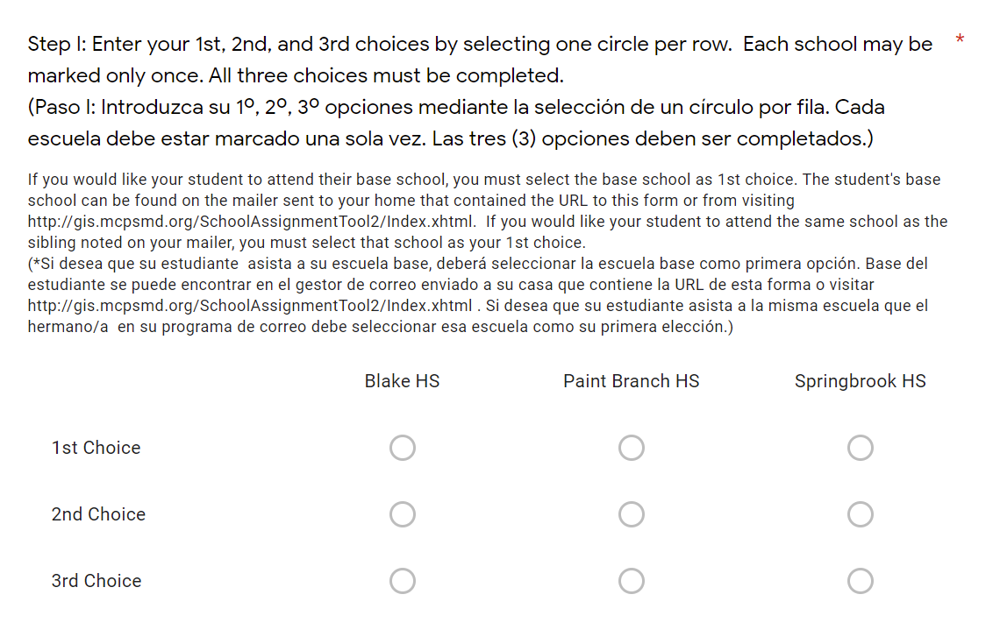 Step I: Enter your 1st, 2nd, and 3rd choices by selecting one circle per row.  Each school may be *
marked only once. All three choices must be completed.
(Paso I: Introduzca su 1º, 2º, 3º opciones mediante la selección de un círculo por fila. Cada
escuela debe estar marcado una sola vez. Las tres (3) opciones deben ser completados.)
If you would like your student to attend their base school, you must select the base school as 1st choice. The student's base
school can be found on the mailer sent to your home that contained the URL to this form or from visiting
http://gis.mcpsmd.org/SchoolAssignmentTool2/Index.xhtml.  If you would like your student to attend the same school as the
sibling noted on your mailer, you must select that school as your 1st choice.
(*Si desea que su estudiante  asista a su escuela base, deberá seleccionar la escuela base como primera opción. Base del
estudiante se puede encontrar en el gestor de correo enviado a su casa que contiene la URL de esta forma o visitar
http://gis.mcpsmd.org/SchoolAssignmentTool2/Index.xhtml . Si desea que su estudiante asista a la misma escuela que el
hermano/a  en su programa de correo debe seleccionar esa escuela como su primera elección.)
Blake HS Paint Branch HS Springbrook HS
1st Choice
2nd Choice
3rd Choice